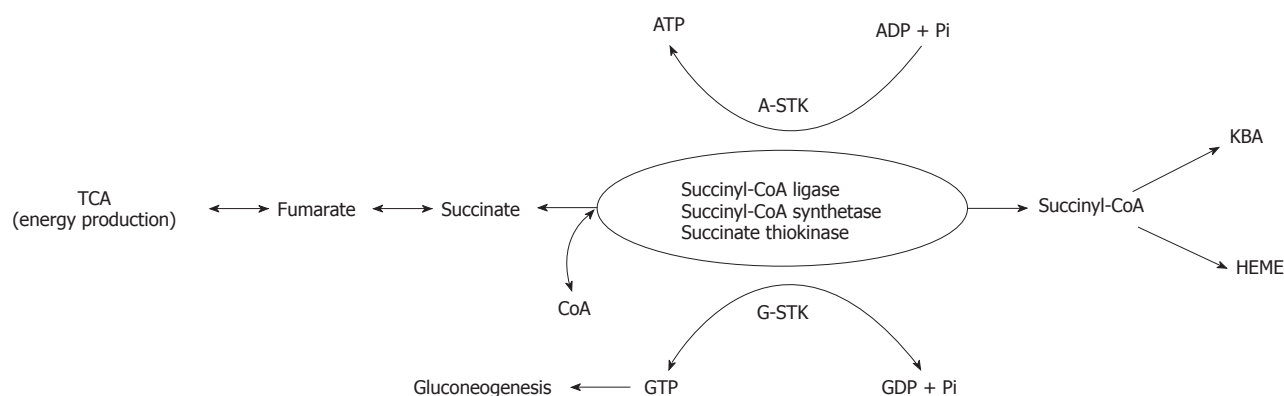 ATP
ADP + Pi
A-STK
KBA
TCA
(energy production)
Fumarate
Succinate
Succinyl-CoA ligase
Succinyl-CoA synthetase
Succinate thiokinase
Succinyl-CoA
HEME
CoA
G-STK
Gluconeogenesis
GTP
GDP + Pi